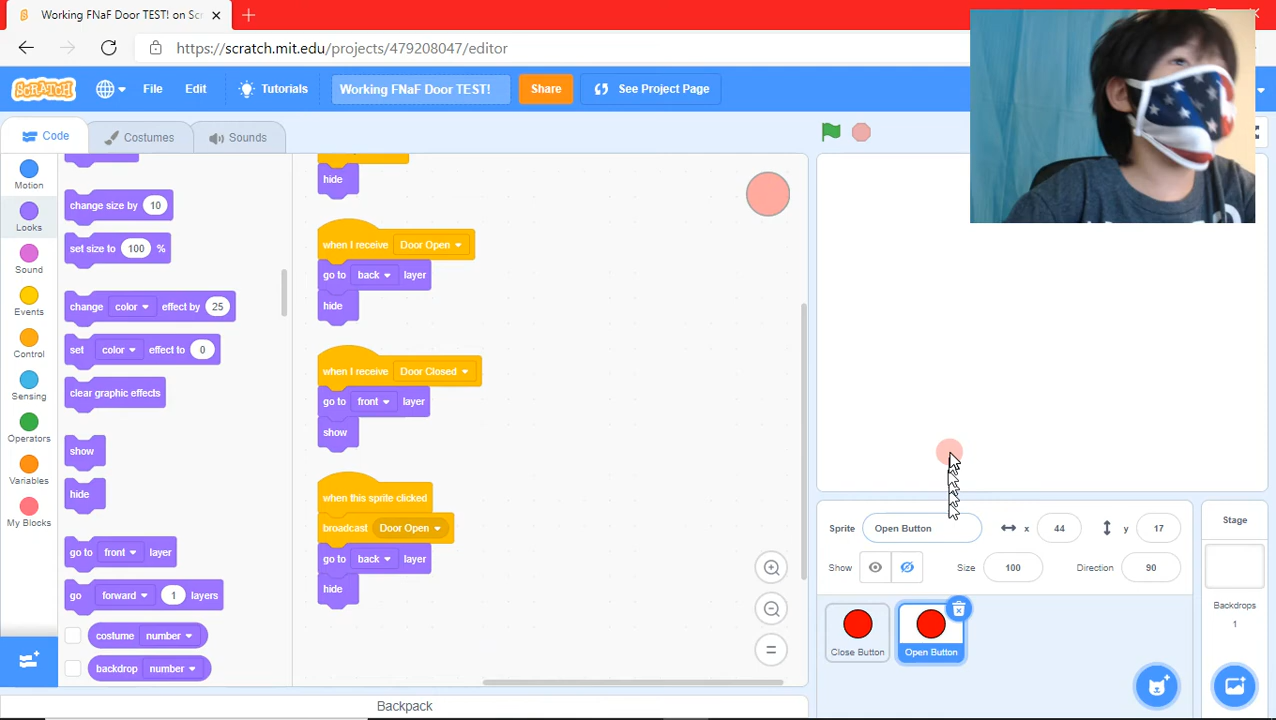 Working FNaF Door TEST! on Scr
https://scratch.mit.edu/projects/479208047/editor
SCRATCH File Edit Tutorials Working FNaF Door TEST! Share See Project Page
Code Costumes Sounds
Motion
Looks
Sound
Events
Control
Sensing
Operators
Variables
My Blocks
change size by 10
set size to 100 %
change color effect by 25
set color effect to 0
clear graphic effects
show
hide
go to front layer
go forward 1 layers
costume number
backdrop number
hide
when I receive Door Open
go to back layer
hide
when I receive Door Closed
go to front layer
show
when this sprite clicked
broadcast Door Open
go to back layer
hide
Sprite Open Button x 44 y 17
Show Size 100 Direction 90
Close Button
Open Button
Stage
Backdrops
1
Backpack